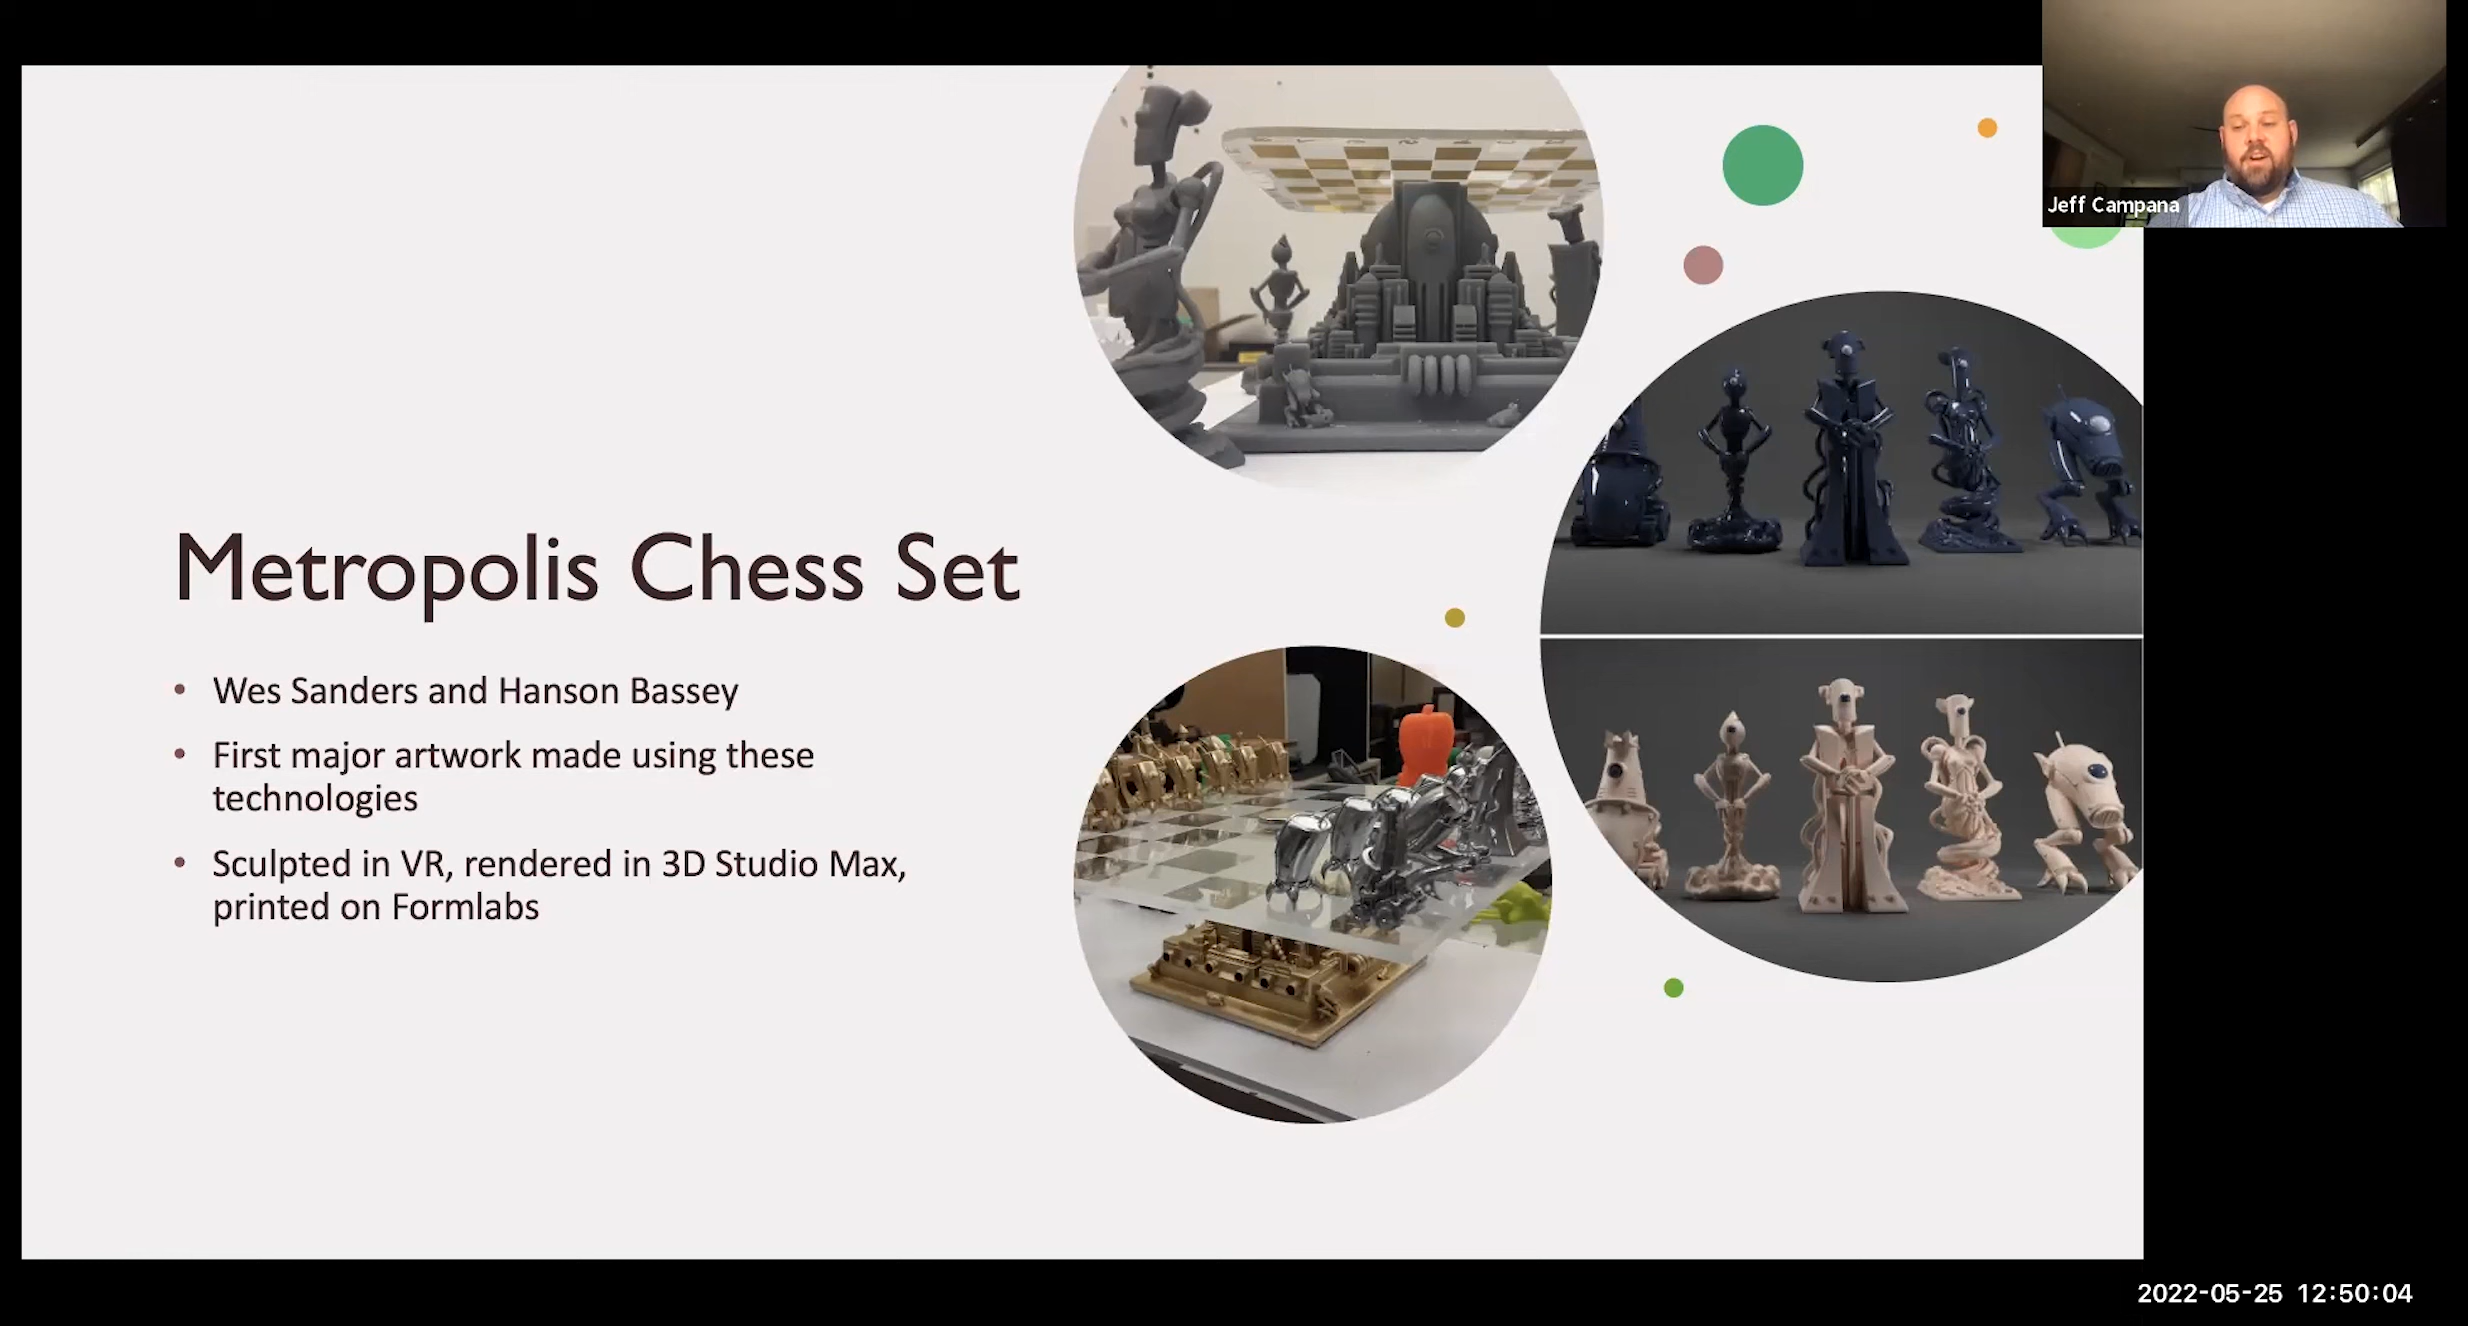 Jeff Campana
Metropolis Chess Set
• Wes Sanders and Hanson Bassey
• First major artwork made using these
technologies
• Sculpted in VR, rendered in 3D Studio Max,
printed on Formlabs
2022-05-25 12:50:04